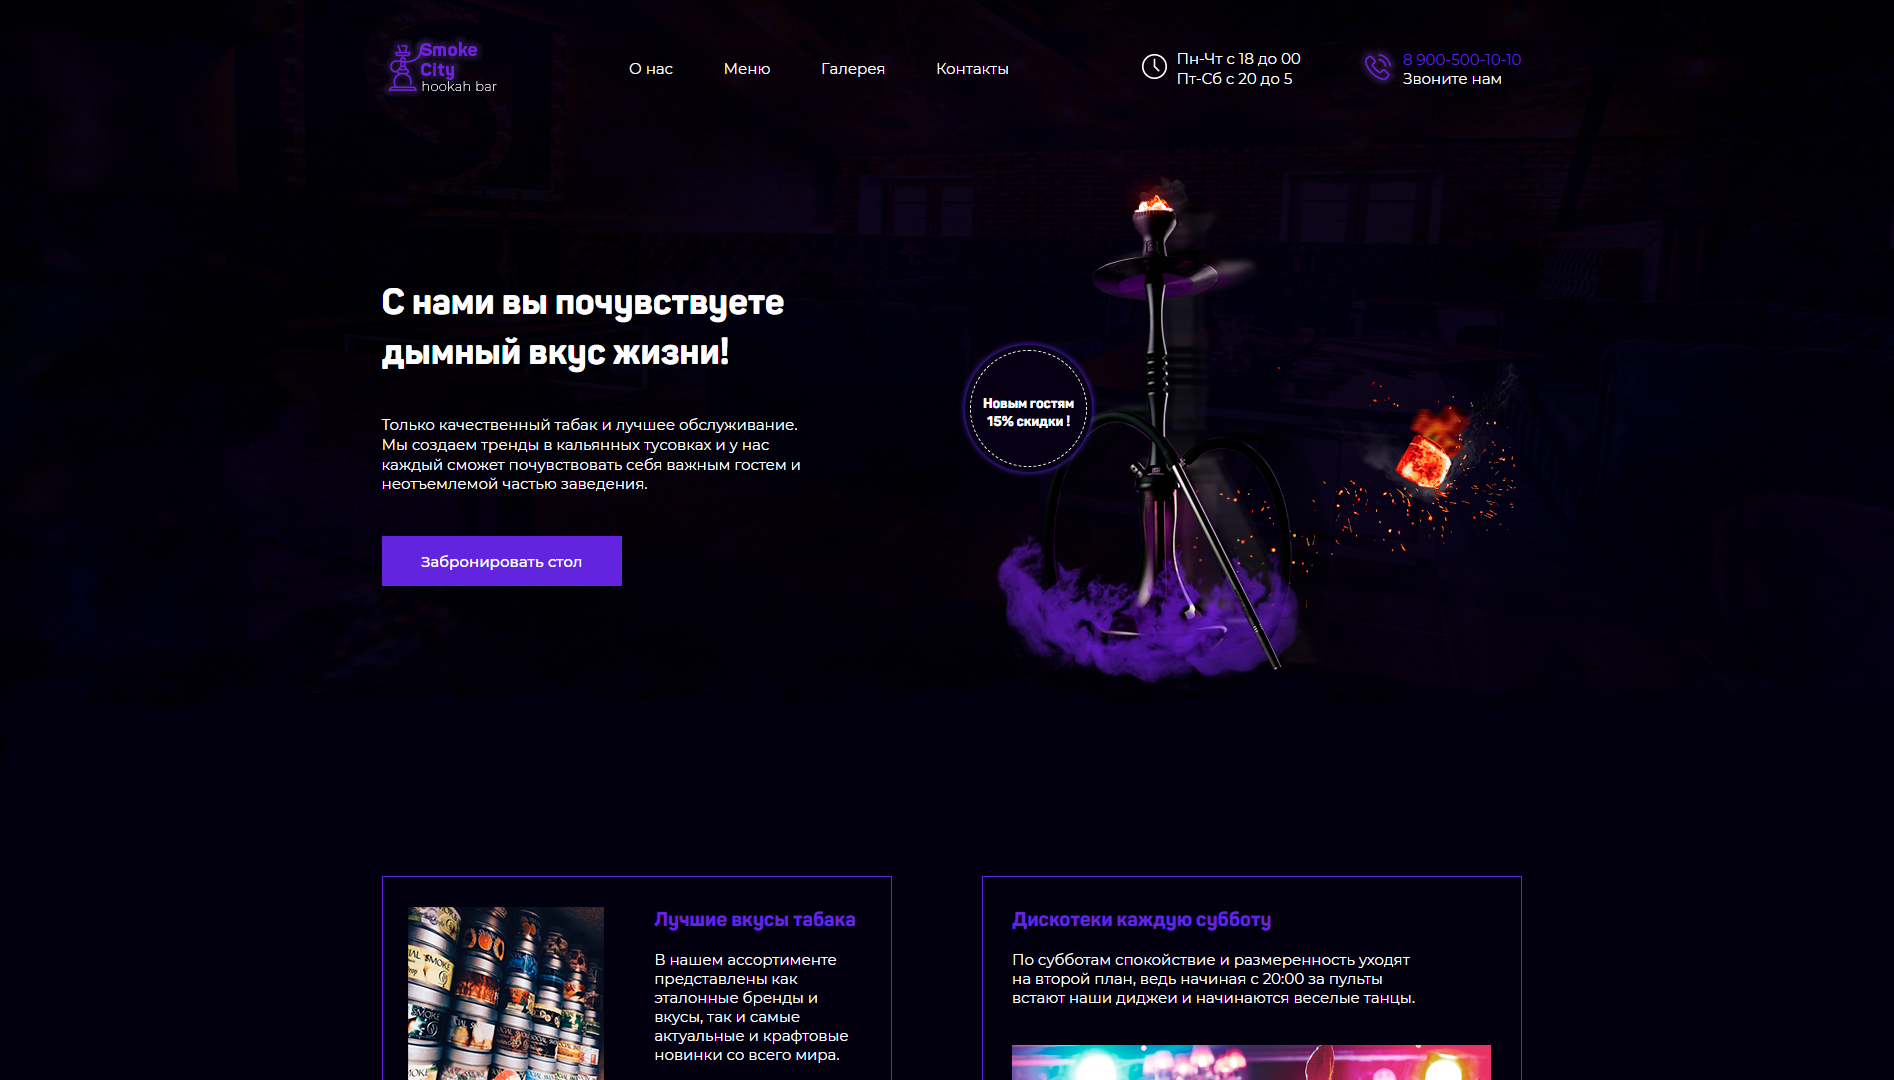 Smoke
City
hookah bar
О нас
Меню
Галерея
Контакты
Пн-Чт с 18 до 00
Пт-Сб с 20 до 5
8 900-500-10-10
Звоните нам
С нами вы почувствуете
дымный вкус жизни!
Только качественный табак и лучшее обслуживание.
Мы создаем тренды в кальянных тусовках и у нас
каждый сможет почувствовать себя важным гостем и
неотъемлемой частью заведения.
Забронировать стол
Новым гостям
15% скидки !
Лучшие вкусы табака
В нашем ассортименте
представлены как
эталонные бренды и
вкусы, так и самые
актуальные и крафтовые
новинки со всего мира.
Дискотеки каждую субботу
По субботам спокойствие и размеренность уходят
на второй план, ведь начиная с 20:00 за пульты
встают наши диджеи и начинаются веселые танцы.